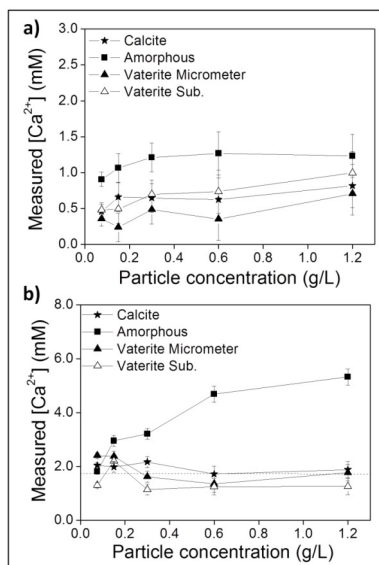 a)
Calcite
Amorphous
Vaterite Micrometer
Vaterite Sub.
Measured [Ca²⁺] (mM)
3.0
2.5
2.0
1.5
1.0
0.5
0.0
0.0 0.2 0.4 0.6 0.8 1.0 1.2
Particle concentration (g/L)
b)
Calcite
Amorphous
Vaterite Micrometer
Vaterite Sub.
Measured [Ca²⁺] (mM)
8.0
6.0
4.0
2.0
0.0
0.0 0.2 0.4 0.6 0.8 1.0 1.2
Particle concentration (g/L)